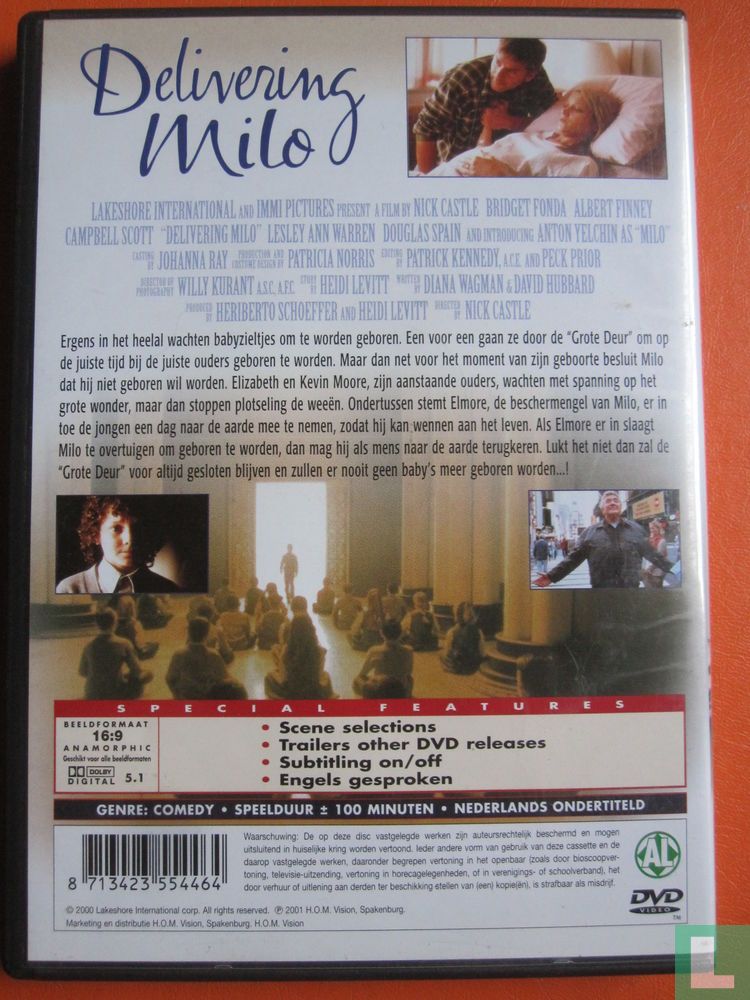 Delivering
Milo
LAKESHORE INTERNATIONAL AND IMMI PICTURES PRESENT A FILM BY NICK CASTLE BRIDGET FONDA ALBERT FINNEY
CAMPBELL SCOTT "DELIVERING MILO" LESLEY ANN WARREN DOUGLAS SPAIN AND INTRODUCING ANTON YELCHIN AS "MILO"
CASTING BY JOHANNA RAY PRODUCTION AND COSTUME DESIGN BY PATRICIA NORRIS EDITING BY PATRICK KENNEDY, A.C.E. AND PECK PRIOR
DIRECTOR OF PHOTOGRAPHY WILLY KURANT A.S.C. A.F.C. STORY BY HEIDI LEVITT WRITTEN BY DIANA WAGMAN & DAVID HUBBARD
PRODUCED BY HERIBERTO SCHOEFFER AND HEIDI LEVITT DIRECTED BY NICK CASTLE
Ergens in het heelal wachten babyzieltjes om te worden geboren. Een voor een gaan ze door de "Grote Deur" om op
de juiste tijd bij de juiste ouders geboren te worden. Maar dan net voor het moment van zijn geboorte besluit Milo
dat hij niet geboren wil worden. Elizabeth en Kevin Moore, zijn aanstaande ouders, wachten met spanning op het
grote wonder, maar dan stoppen plotseling de weeën. Ondertussen stemt Elmore, de beschermengel van Milo, er in
toe de jongen een dag naar de aarde mee te nemen, zodat hij kan wennen aan het leven. Als Elmore er in slaagt
Milo te overtuigen om geboren te worden, dan mag hij als mens naar de aarde terugkeren. Lukt het niet dan zal de
"Grote Deur" voor altijd gesloten blijven en zullen er nooit geen baby's meer geboren worden...!
SPECIAL FEATURES
BEELDFORMAAT
16:9
ANAMORPHIC
Geschikt voor alle beeldformaten
DOLBY
DIGITAL 5.1
• Scene selections
• Trailers other DVD releases
• Subtitling on/off
• Engels gesproken
GENRE: COMEDY • SPEELDUUR ± 100 MINUTEN • NEDERLANDS ONDERTITELD
8 713423 554464
Waarschuwing: De op deze disc vastgelegde werken zijn auteursrechtelijk beschermd en mogen
uitsluitend in huiselijke kring worden vertoond. Ieder andere vorm van gebruik van deze cassette en de
daarop vastgelegde werken, daaronder begrepen vertoning in het openbaar (zoals door bioscoopver-
toning, televisie-uitzending, vertoning in horecagelegenheden, of in verenigings- of schoolverband), het
door verhuur of uitlening aan derden ter beschikking stellen van (een) kopie(ën), is strafbaar als misdrijf.
AL
DVD
VIDEO
TM
© 2000 Lakeshore International corp. All rights reserved. ℗ 2001 H.O.M. Vision, Spakenburg.
Marketing en distributie H.O.M. Vision, Spakenburg. H.O.M. Vision
L